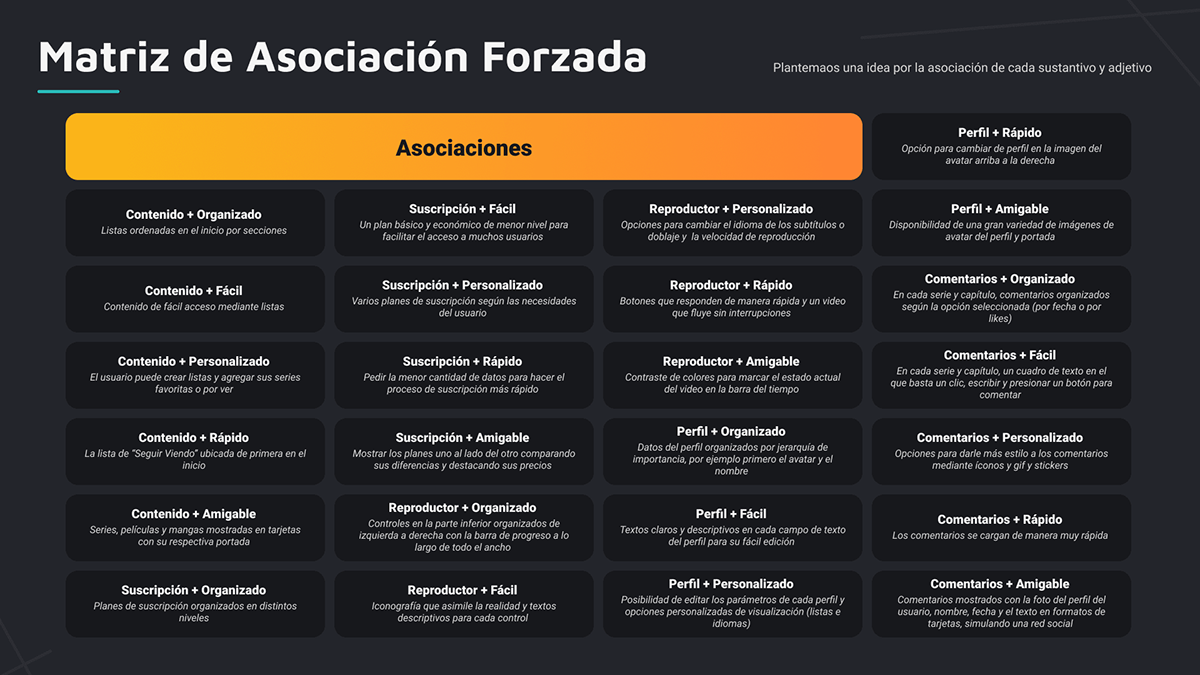 Matriz de Asociación Forzada
Plantemaos una idea por la asociación de cada sustantivo y adjetivo
Asociaciones
Contenido + Organizado
Listas ordenadas en el inicio por secciones
Contenido + Fácil
Contenido de fácil acceso mediante listas
Contenido + Personalizado
El usuario puede crear listas y agregar sus series
favoritas o por ver
Contenido + Rápido
La lista de “Seguir Viendo” ubicada de primera en el
inicio
Contenido + Amigable
Series, películas y mangas mostradas en tarjetas
con su respectiva portada
Suscripción + Organizado
Planes de suscripción organizados en distintos
niveles
Suscripción + Fácil
Un plan básico y económico de menor nivel para
facilitar el acceso a muchos usuarios
Suscripción + Personalizado
Varios planes de suscripción según las necesidades
del usuario
Suscripción + Rápido
Pedir la menor cantidad de datos para hacer el
proceso de suscripción más rápido
Suscripción + Amigable
Mostrar los planes uno al lado del otro comparando
sus diferencias y destacando sus precios
Reproductor + Organizado
Controles en la parte inferior organizados de
izquierda a derecha con la barra de progreso a lo
largo de todo el ancho
Reproductor + Fácil
Iconografía que asimile la realidad y textos
descriptivos para cada control
Reproductor + Personalizado
Opciones para cambiar el idioma de los subtítulos o
doblaje y la velocidad de reproducción
Reproductor + Rápido
Botones que responden de manera rápida y un video
que fluye sin interrupciones
Reproductor + Amigable
Contraste de colores para marcar el estado actual
del video en la barra del tiempo
Perfil + Organizado
Datos del perfil organizados por jerarquía de
importancia, por ejemplo primero el avatar y el
nombre
Perfil + Fácil
Textos claros y descriptivos en cada campo de texto
del perfil para su fácil edición
Perfil + Personalizado
Posibilidad de editar los parámetros de cada perfil y
opciones personalizadas de visualización (listas e
idiomas)
Perfil + Rápido
Opción para cambiar de perfil en la imagen del
avatar arriba a la derecha
Perfil + Amigable
Disponibilidad de una gran variedad de imágenes de
avatar del perfil y portada
Comentarios + Organizado
En cada serie y capítulo, comentarios organizados
según la opción seleccionada (por fecha o por
likes)
Comentarios + Fácil
En cada serie y capítulo, un cuadro de texto en el
que basta un clic, escribir y presionar un botón para
comentar
Comentarios + Personalizado
Opciones para darle más estilo a los comentarios
mediante íconos y gif y stickers
Comentarios + Rápido
Los comentarios se cargan de manera muy rápida
Comentarios + Amigable
Comentarios mostrados con la foto del perfil del
usuario, nombre, fecha y el texto en formatos de
tarjetas, simulando una red social